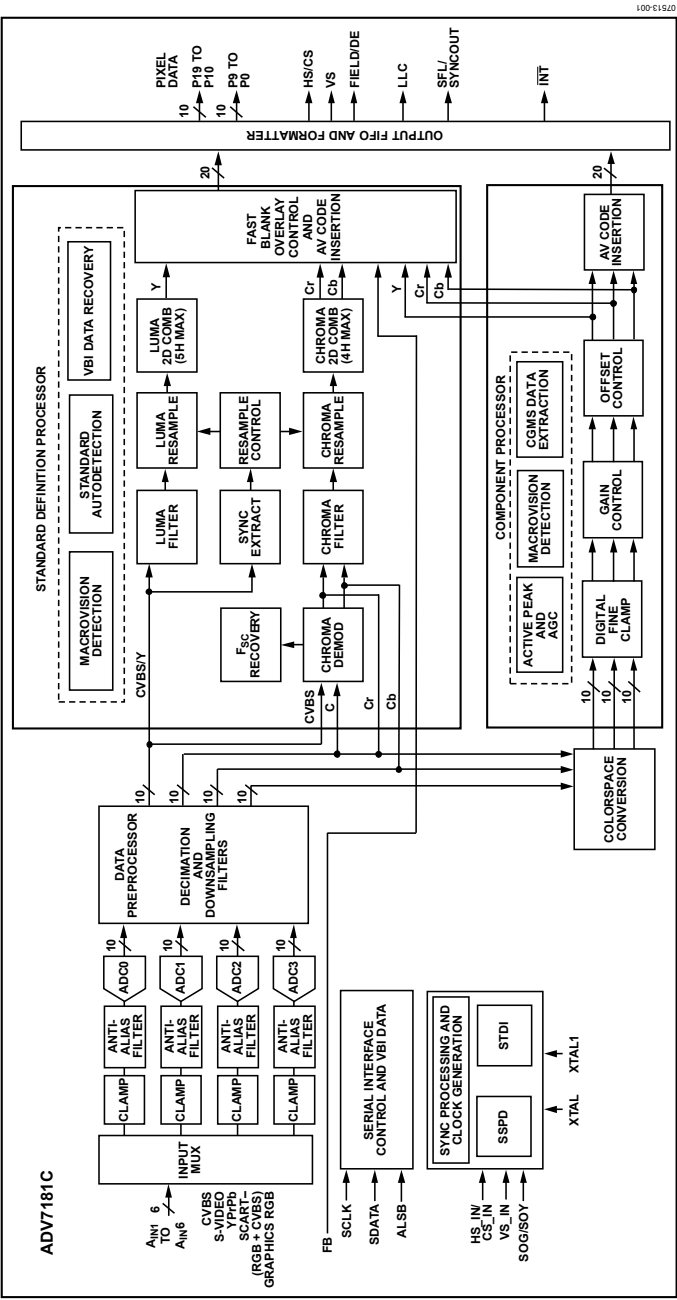 ADV7181C
A_IN1
TO
A_IN6
6
CVBS
S-VIDEO
YPrPb
SCART–
(RGB + CVBS)
GRAPHICS RGB
INPUT
MUX
CLAMP
ANTI-
ALIAS
FILTER
ADC0
10
CLAMP
ANTI-
ALIAS
FILTER
ADC1
10
CLAMP
ANTI-
ALIAS
FILTER
ADC2
10
CLAMP
ANTI-
ALIAS
FILTER
ADC3
10
DATA
PREPROCESSOR
DECIMATION
AND
DOWNSAMPLING
FILTERS
10
10
10
10
FB
SCLK
SDATA
ALSB
SERIAL INTERFACE
CONTROL AND VBI DATA
HS_IN/
CS_IN
VS_IN
SOG/SOY
SYNC PROCESSING AND
CLOCK GENERATION
SSPD
STDI
XTAL
XTAL1
STANDARD DEFINITION PROCESSOR
MACROVISION
DETECTION
STANDARD
AUTODETECTION
VBI DATA RECOVERY
CVBS/Y
LUMA
FILTER
LUMA
RESAMPLE
LUMA
2D COMB
(5H MAX)
Y
SYNC
EXTRACT
RESAMPLE
CONTROL
F_SC
RECOVERY
CVBS
C
CHROMA
DEMOD
CHROMA
FILTER
CHROMA
RESAMPLE
CHROMA
2D COMB
(4H MAX)
Cr
Cb
Cr
Cb
FAST
BLANK
OVERLAY
CONTROL
AND
AV CODE
INSERTION
20
Y
Cr
Cb
COLORSPACE
CONVERSION
10
10
10
COMPONENT PROCESSOR
ACTIVE PEAK
AND
AGC
MACROVISION
DETECTION
CGMS DATA
EXTRACTION
DIGITAL
FINE
CLAMP
GAIN
CONTROL
OFFSET
CONTROL
AV CODE
INSERTION
20
OUTPUT FIFO AND FORMATTER
PIXEL
DATA
10
P19 TO
P10
10
P9 TO
P0
HS/CS
VS
FIELD/DE
LLC
SFL/
SYNCOUT
INT
07513-001